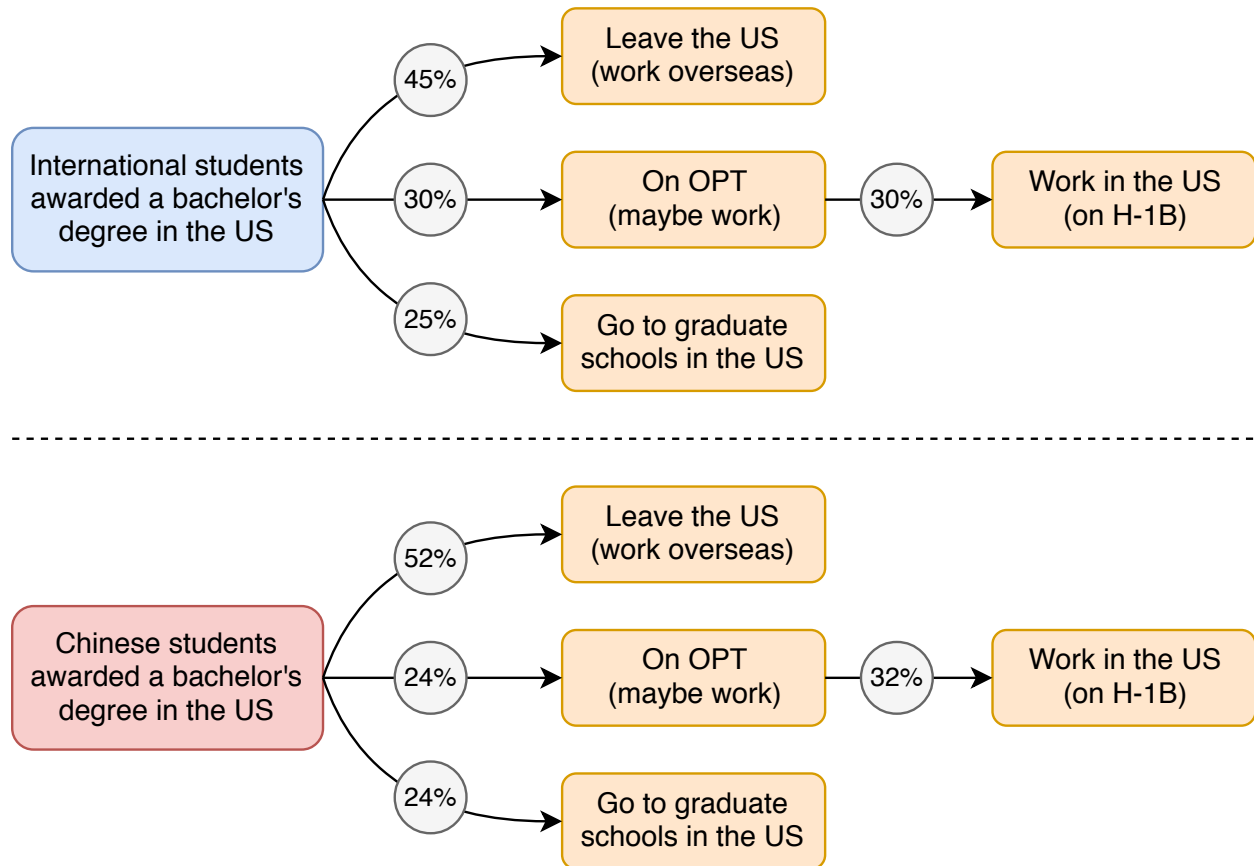 Leave the US
(work overseas)
45%
International students
awarded a bachelor's
degree in the US
30%
On OPT
(maybe work)
30%
Work in the US
(on H-1B)
25%
Go to graduate
schools in the US
Leave the US
(work overseas)
52%
Chinese students
awarded a bachelor's
degree in the US
24%
On OPT
(maybe work)
32%
Work in the US
(on H-1B)
24%
Go to graduate
schools in the US